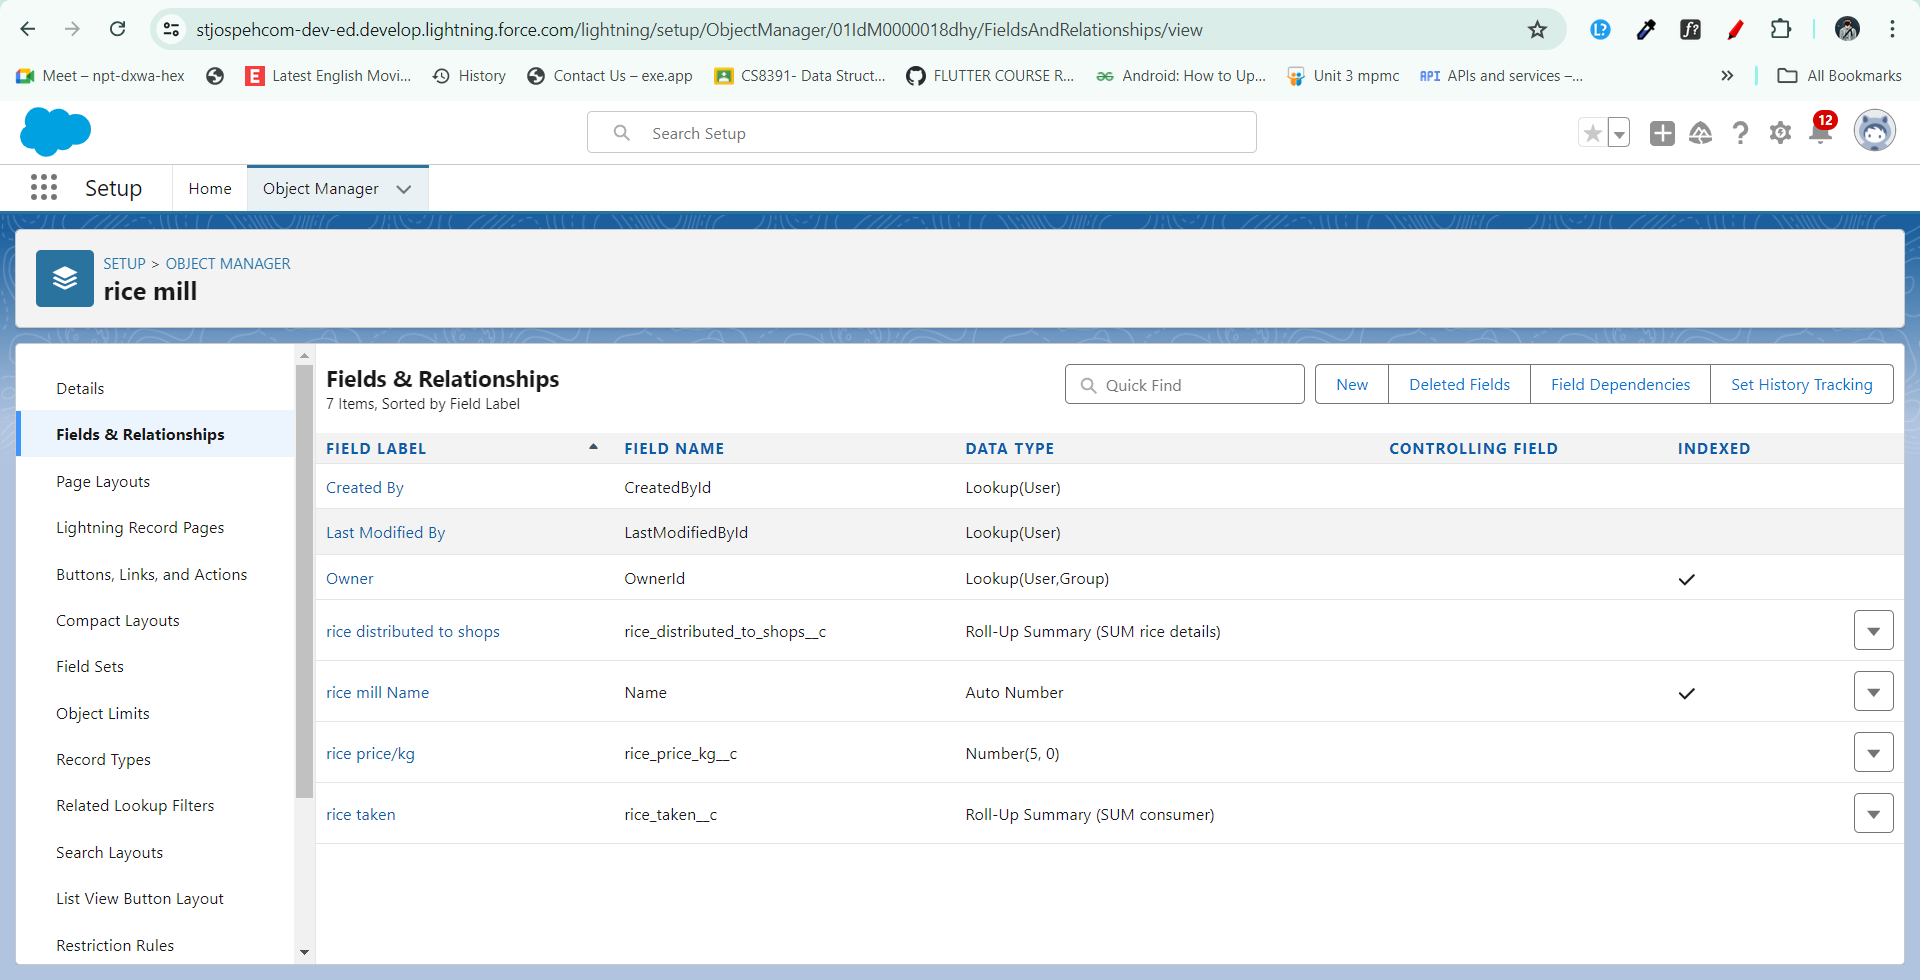 stjospehcom-dev-ed.develop.lightning.force.com/lightning/setup/ObjectManager/01IdM0000018dhy/FieldsAndRelationships/view
Meet – npt-dxwa-hex Latest English Movi... History Contact Us – exe.app CS8391- Data Struct... FLUTTER COURSE R... Android: How to Up... Unit 3 mpmc API APIs and services –... » All Bookmarks
Search Setup 12
Setup Home Object Manager
SETUP > OBJECT MANAGER
rice mill
Details
Fields & Relationships
Page Layouts
Lightning Record Pages
Buttons, Links, and Actions
Compact Layouts
Field Sets
Object Limits
Record Types
Related Lookup Filters
Search Layouts
List View Button Layout
Restriction Rules
Fields & Relationships
7 Items, Sorted by Field Label
Quick Find New Deleted Fields Field Dependencies Set History Tracking
FIELD LABEL FIELD NAME DATA TYPE CONTROLLING FIELD INDEXED
Created By CreatedById Lookup(User)
Last Modified By LastModifiedById Lookup(User)
Owner OwnerId Lookup(User,Group)
rice distributed to shops rice_distributed_to_shops__c Roll-Up Summary (SUM rice details)
rice mill Name Name Auto Number
rice price/kg rice_price_kg__c Number(5, 0)
rice taken rice_taken__c Roll-Up Summary (SUM consumer)